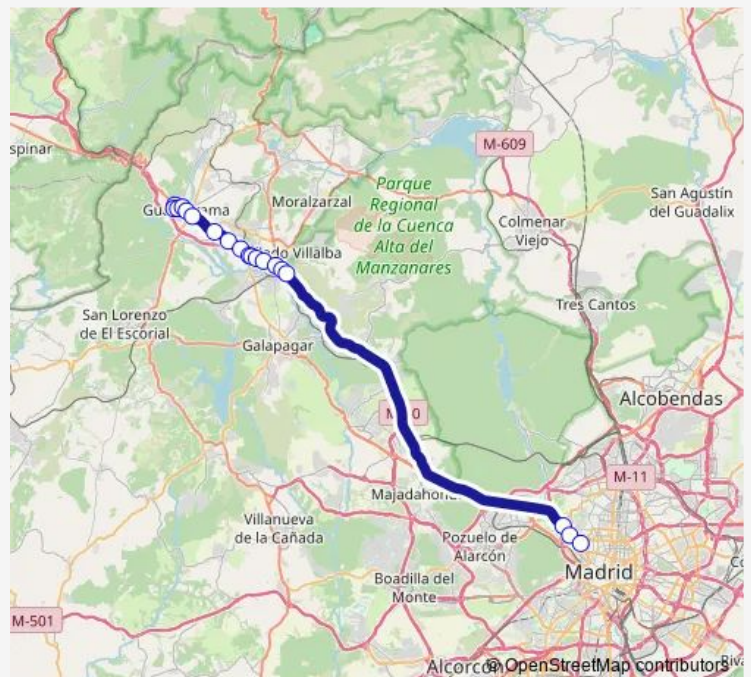 spinar
M-609
San Agustín
del Guadalix
Moralzarzal
Parque
Regional
de la Cuenca
Alta del
Manzanares
Colmenar
Viejo
Villalba
Tres Cantos
San Lorenzo
de El Escorial
Galapagar
Alcobendas
M-11
Villanueva
de la Cañada
Pozuelo de
Alarcón
Madrid
Boadilla del
Monte
M-501
© OpenStreetMap contributors